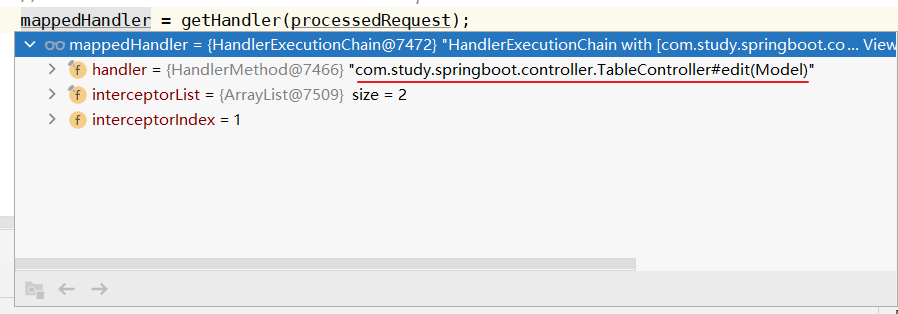 mappedHandler = getHandler(processedRequest);
mappedHandler = {HandlerExecutionChain@7472} "HandlerExecutionChain with [com.study.springboot.co... View
handler = {HandlerMethod@7466} "com.study.springboot.controller.TableController#edit(Model)"
interceptorList = {ArrayList@7509} size = 2
interceptorIndex = 1